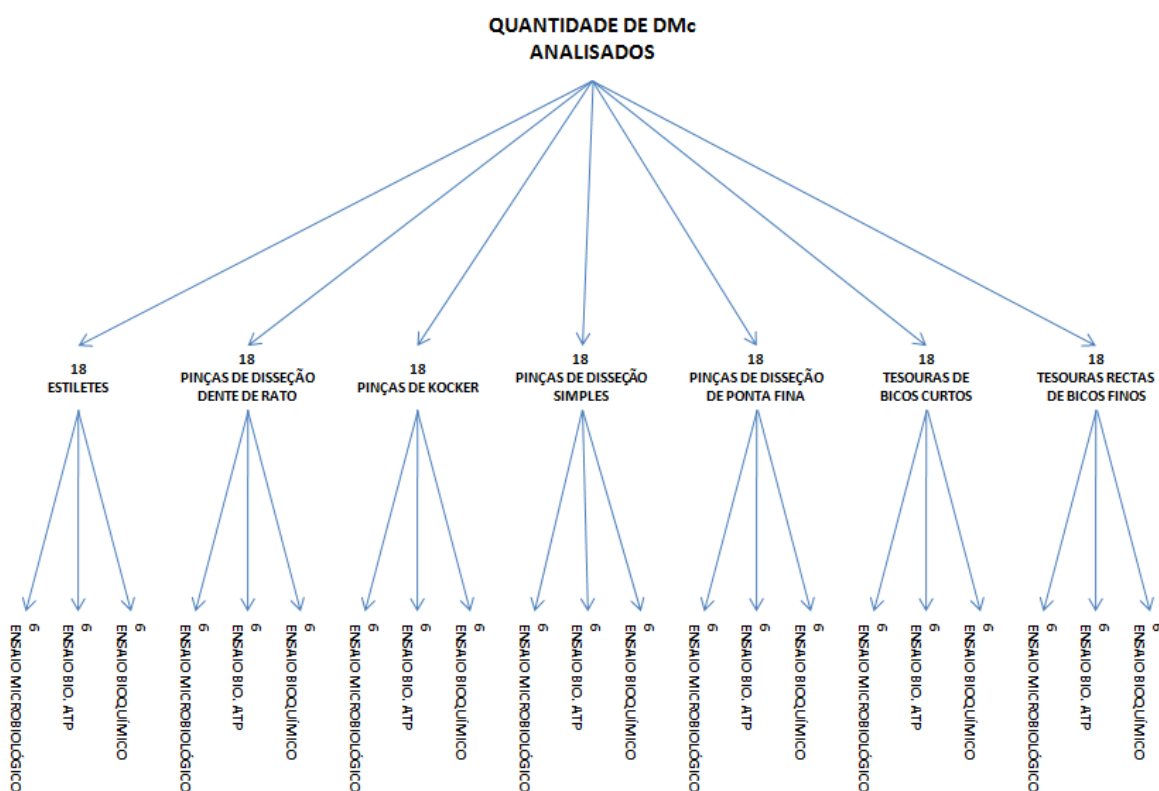 QUANTIDADE DE DMc
ANALISADOS
18
ESTILETES
18
PINÇAS DE DISSEÇÃO
DENTE DE RATO
18
PINÇAS DE KOCKER
18
PINÇAS DE DISSEÇÃO
SIMPLES
18
PINÇAS DE DISSEÇÃO
DE PONTA FINA
18
TESOURAS DE
BICOS CURTOS
18
TESOURAS RECTAS
DE BICOS FINOS
6
ENSAIO MICROBIOLÓGICO
6
ENSAIO BIO. ATP
6
ENSAIO BIOQUÍMICO
6
ENSAIO MICROBIOLÓGICO
6
ENSAIO BIO. ATP
6
ENSAIO BIOQUÍMICO
6
ENSAIO MICROBIOLÓGICO
6
ENSAIO BIO. ATP
6
ENSAIO BIOQUÍMICO
6
ENSAIO MICROBIOLÓGICO
6
ENSAIO BIO. ATP
6
ENSAIO BIOQUÍMICO
6
ENSAIO MICROBIOLÓGICO
6
ENSAIO BIO. ATP
6
ENSAIO BIOQUÍMICO
6
ENSAIO MICROBIOLÓGICO
6
ENSAIO BIO. ATP
6
ENSAIO BIOQUÍMICO
6
ENSAIO MICROBIOLÓGICO
6
ENSAIO BIO. ATP
6
ENSAIO BIOQUÍMICO